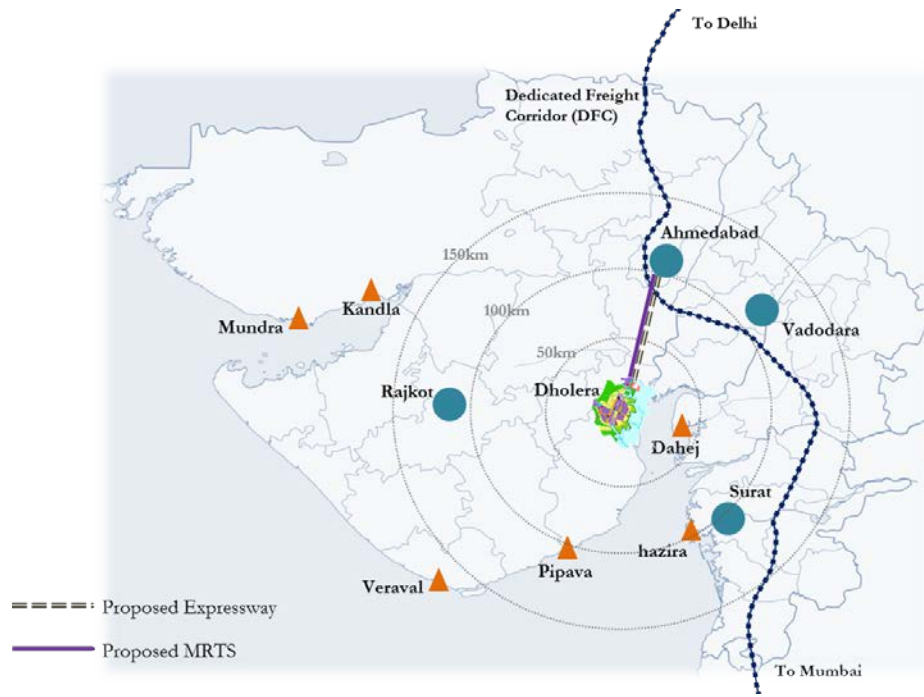 To Delhi
Dedicated Freight
Corridor (DFC)
Ahmedabad
150km
Kandla
Mundra
100km
Vadodara
50km
Rajkot
Dholera
Dahej
Surat
hazira
Pipava
Veraval
Proposed Expressway
Proposed MRTS
To Mumbai